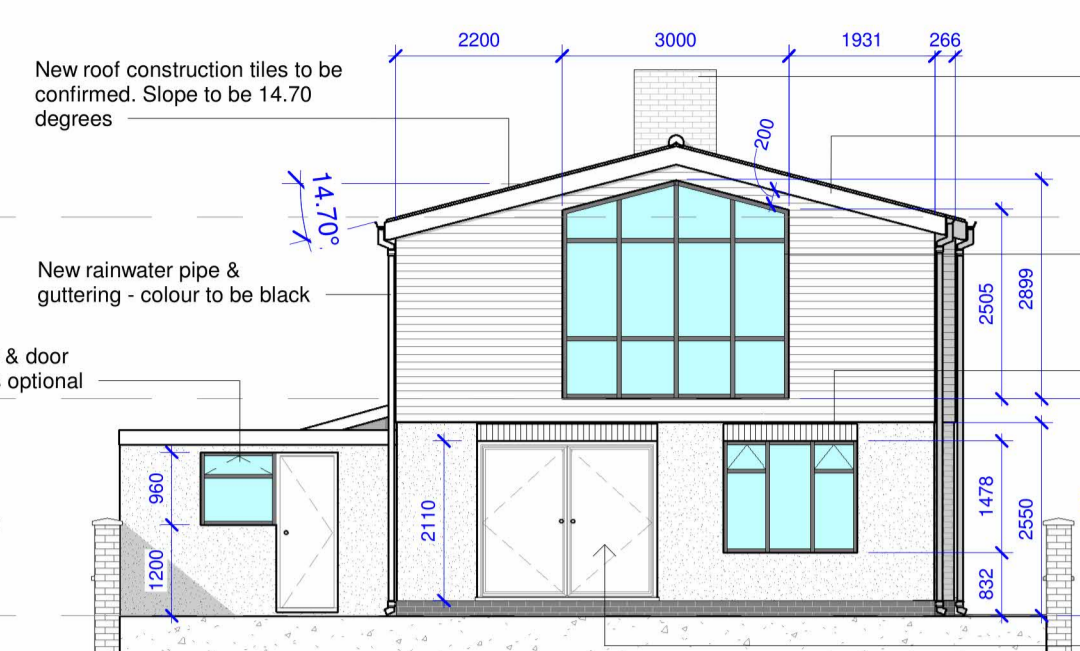 2200
3000
1931
266
New roof construction tiles to be
confirmed. Slope to be 14.70
degrees
200
14.70°
New rainwater pipe &
guttering - colour to be black
2505
2899
& door
optional
960
1200
2110
1478
832
2550